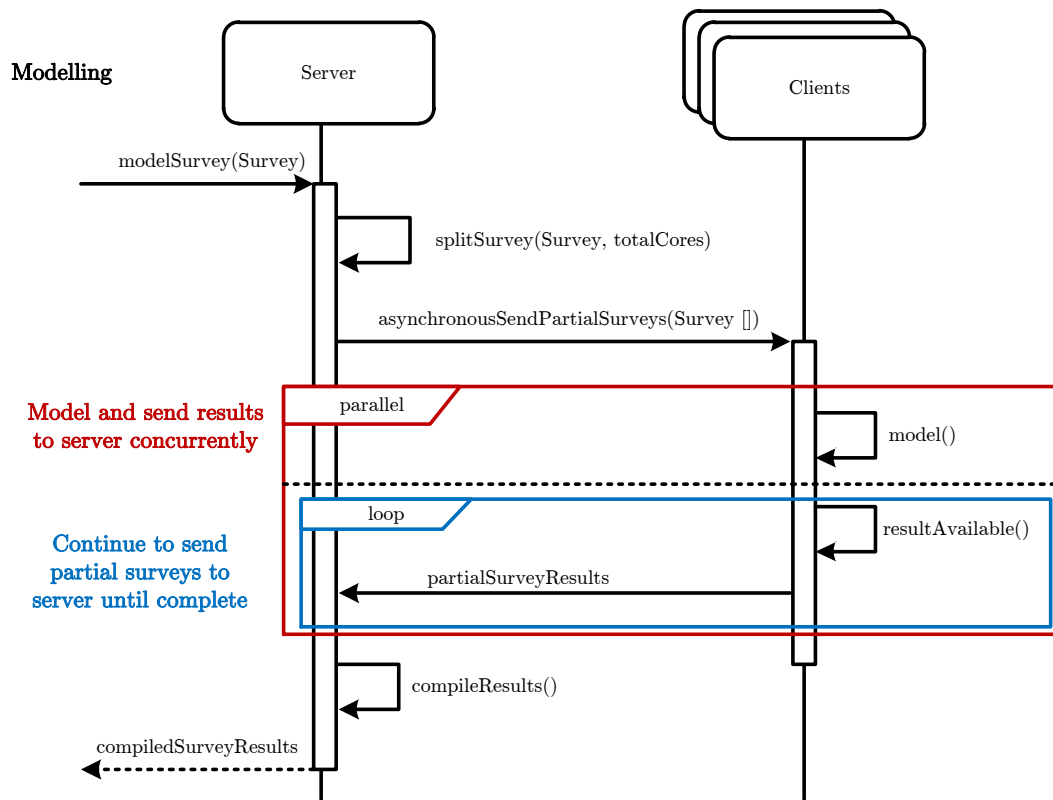 Modelling
Server
Clients
modelSurvey(Survey)
splitSurvey(Survey, totalCores)
asynchronousSendPartialSurveys(Survey [])
parallel
Model and send results
to server concurrently
model()
loop
resultAvailable()
Continue to send
partial surveys to
server until complete
partialSurveyResults
compileResults()
compiledSurveyResults